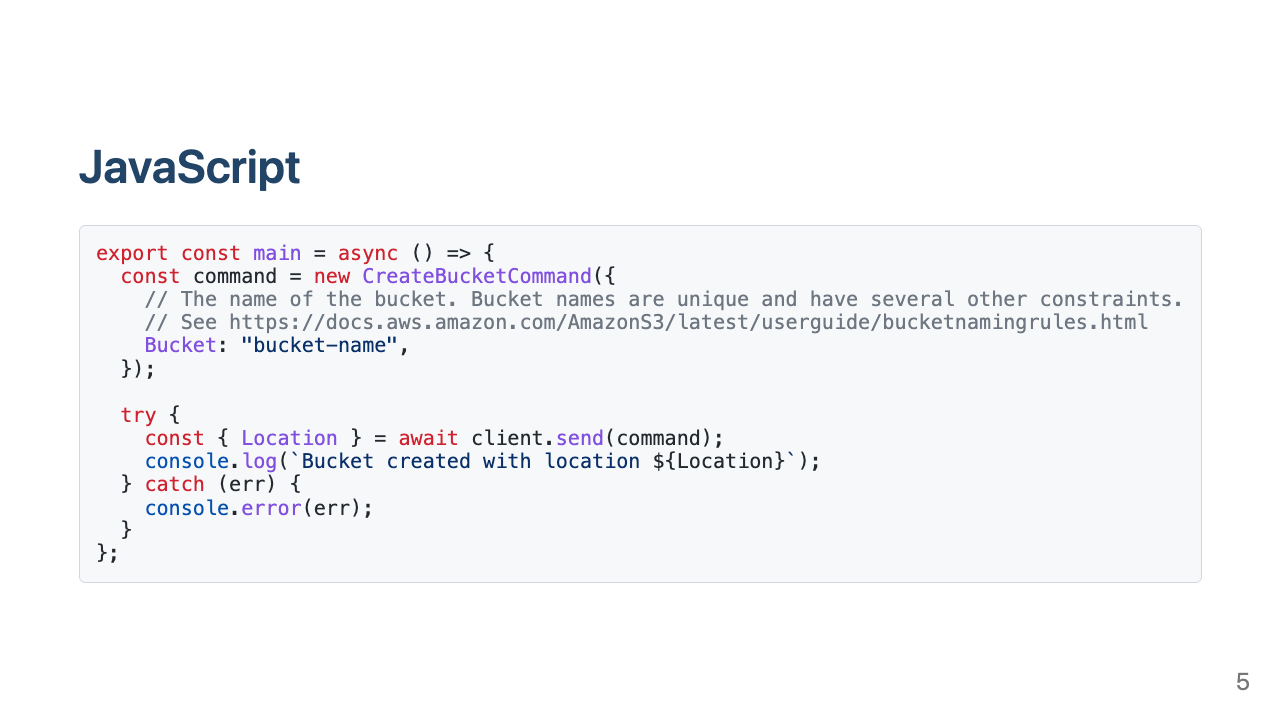 JavaScript
export const main = async () => {
  const command = new CreateBucketCommand({
    // The name of the bucket. Bucket names are unique and have several other constraints.
    // See https://docs.aws.amazon.com/AmazonS3/latest/userguide/bucketnamingrules.html
    Bucket: "bucket-name",
  });

  try {
    const { Location } = await client.send(command);
    console.log(`Bucket created with location ${Location}`);
  } catch (err) {
    console.error(err);
  }
};
5